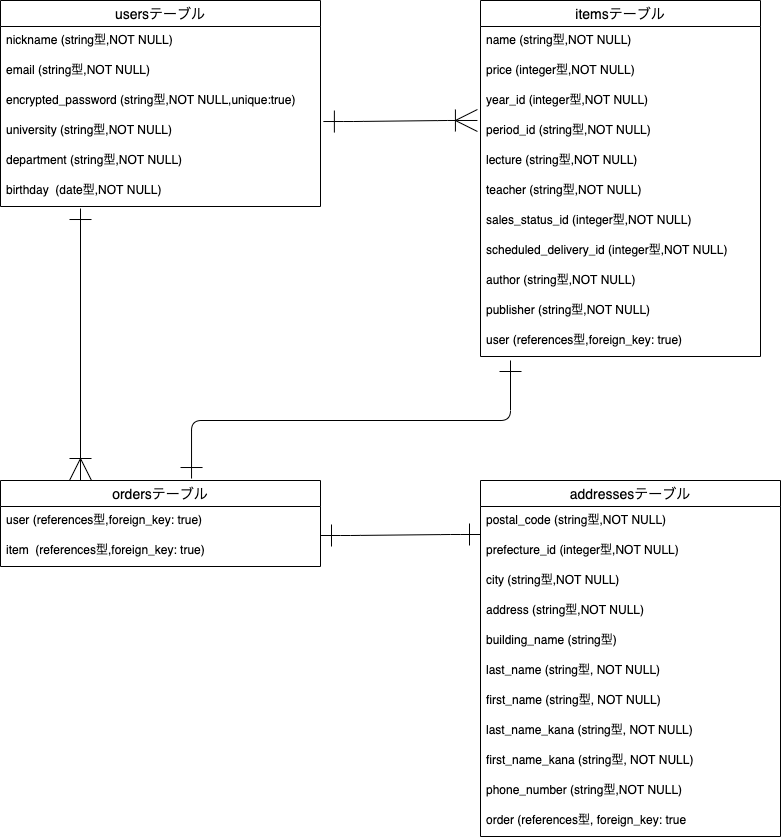 usersテーブル
nickname (string型,NOT NULL)
email (string型,NOT NULL)
encrypted_password (string型,NOT NULL,unique:true)
university (string型,NOT NULL)
department (string型,NOT NULL)
birthday  (date型,NOT NULL)
itemsテーブル
name (string型,NOT NULL)
price (integer型,NOT NULL)
year_id (integer型,NOT NULL)
period_id (string型,NOT NULL)
lecture (string型,NOT NULL)
teacher (string型,NOT NULL)
sales_status_id (integer型,NOT NULL)
scheduled_delivery_id (integer型,NOT NULL)
author (string型,NOT NULL)
publisher (string型,NOT NULL)
user (references型,foreign_key: true)
ordersテーブル
user (references型,foreign_key: true)
item  (references型,foreign_key: true)
addressesテーブル
postal_code (string型,NOT NULL)
prefecture_id (integer型,NOT NULL)
city (string型,NOT NULL)
address (string型,NOT NULL)
building_name (string型)
last_name (string型, NOT NULL)
first_name (string型, NOT NULL)
last_name_kana (string型, NOT NULL)
first_name_kana (string型, NOT NULL)
phone_number (string型,NOT NULL)
order (references型, foreign_key: true